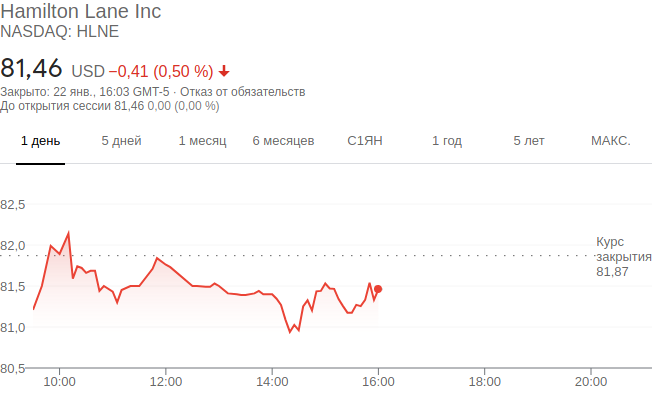 Hamilton Lane Inc
NASDAQ: HLNE
81,46 USD −0,41 (0,50 %)
Закрыто: 22 янв., 16:03 GMT-5 · Отказ от обязательств
До открытия сессии 81,46 0,00 (0,00 %)
1 день 5 дней 1 месяц 6 месяцев С1ЯН 1 год 5 лет МАКС.
82,5
82,0
Курс
закрытия
81,87
81,5
81,0
80,5
10:00 12:00 14:00 16:00 18:00 20:00